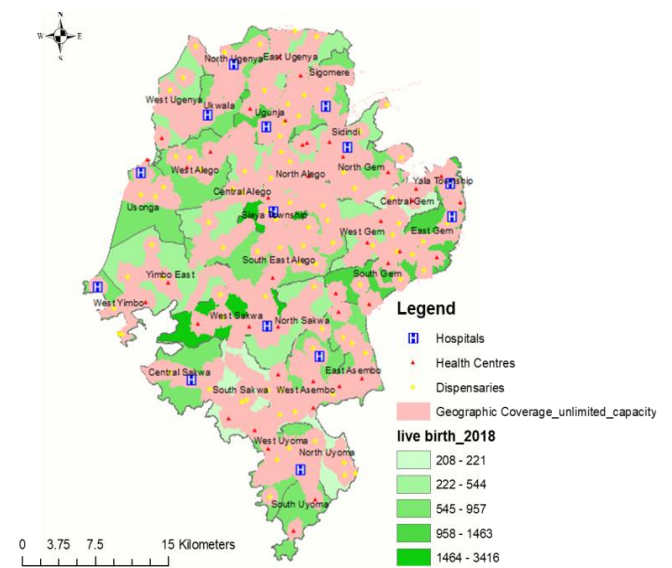 N
W E
S
North Ugenya East Ugenya
Sigomere
West Ugenya
Ukwala
Ugunja
Sidindi
West Alego
North Alego
North Gem
Yala Township
Central Alego
Central Gem
Usonga
Siaya Township
West Gem
East Gem
South East Alego
Yimbo East
South Gem
West Yimbo
West Sakwa
North Sakwa
Central Sakwa
East Asembo
South Sakwa
West Asembo
West Uyoma
North Uyoma
South Uyoma
Legend
H Hospitals
Health Centres
Dispensaries
Geographic Coverage_unlimited_capacity
live birth_2018
208 - 221
222 - 544
545 - 957
958 - 1463
1464 - 3416
0 3.75 7.5 15 Kilometers